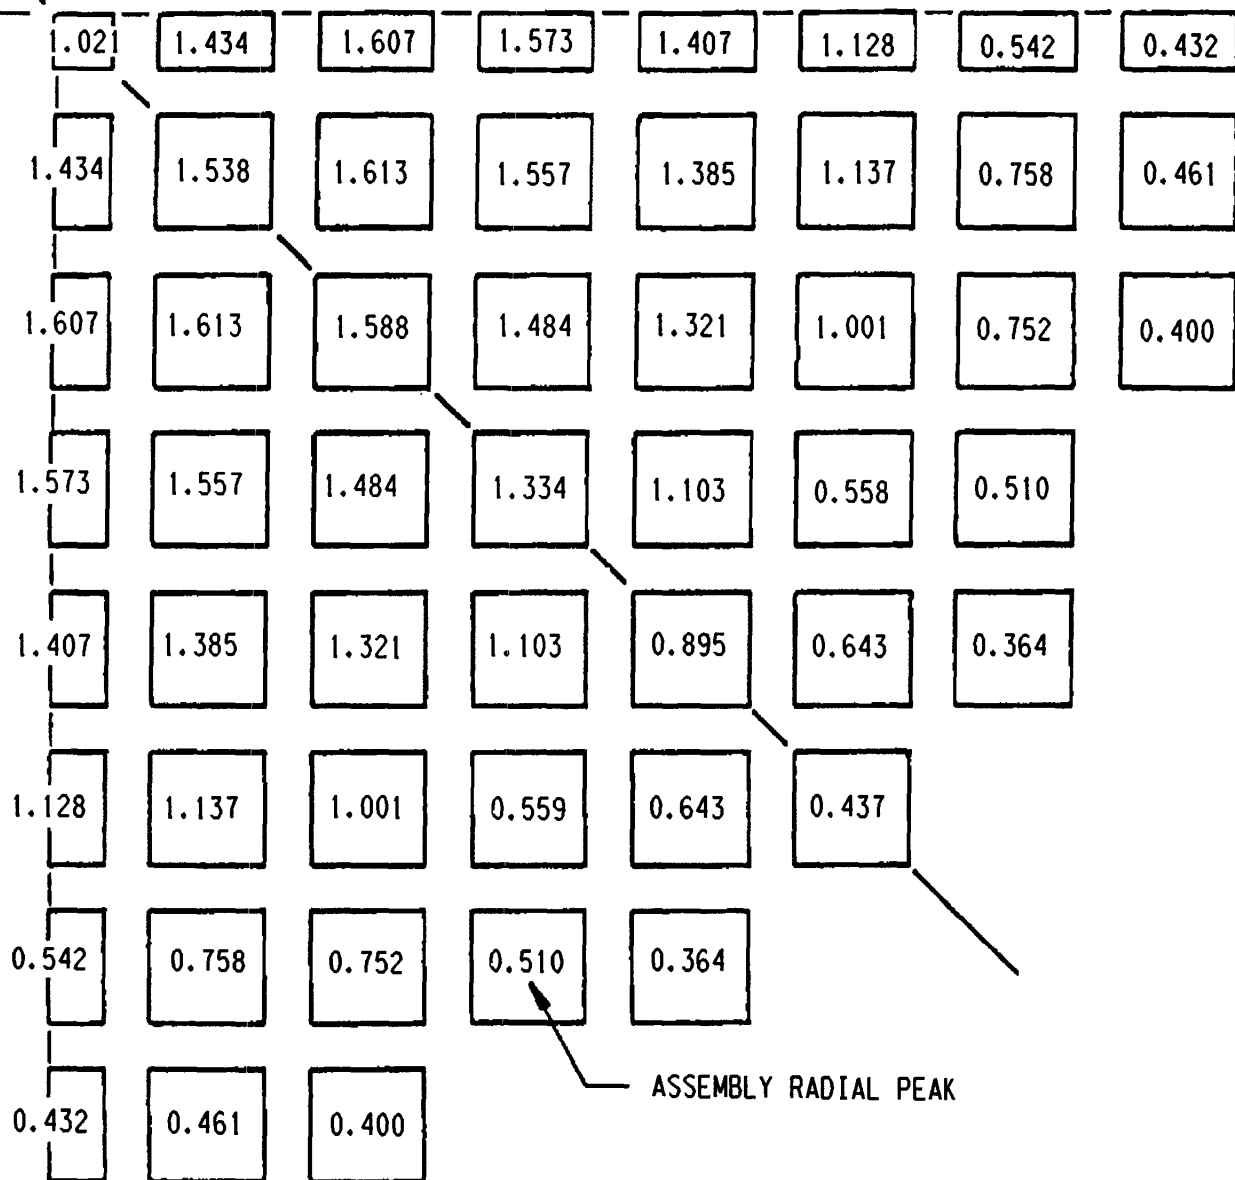 1.021 1.434 1.607 1.573 1.407 1.128 0.542 0.432
1.434 1.538 1.613 1.557 1.385 1.137 0.758 0.461
1.607 1.613 1.588 1.484 1.321 1.001 0.752 0.400
1.573 1.557 1.484 1.334 1.103 0.558 0.510
1.407 1.385 1.321 1.103 0.895 0.643 0.364
1.128 1.137 1.001 0.559 0.643 0.437
0.542 0.758 0.752 0.510 0.364
ASSEMBLY RADIAL PEAK
0.432 0.461 0.400